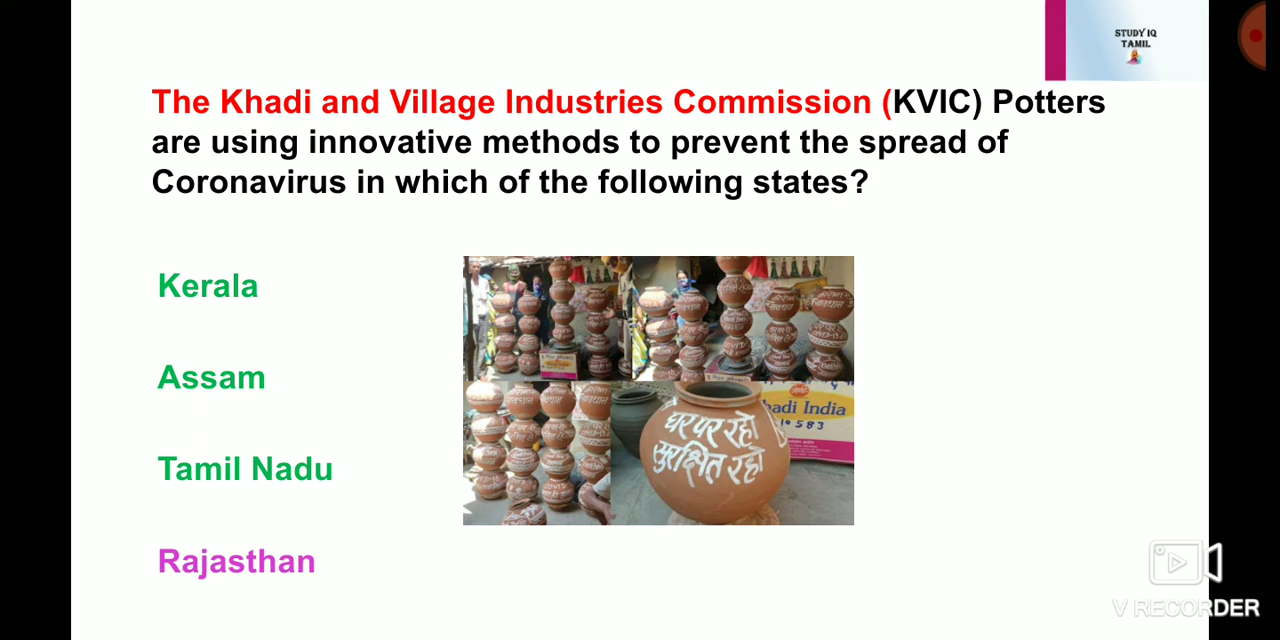 STUDY IQ
TAMIL
The Khadi and Village Industries Commission (KVIC) Potters
are using innovative methods to prevent the spread of
Coronavirus in which of the following states?
Kerala
Assam
Tamil Nadu
Rajasthan
घर पर रहो
सुरक्षित रहो
hadi India
19583
V RECORDER